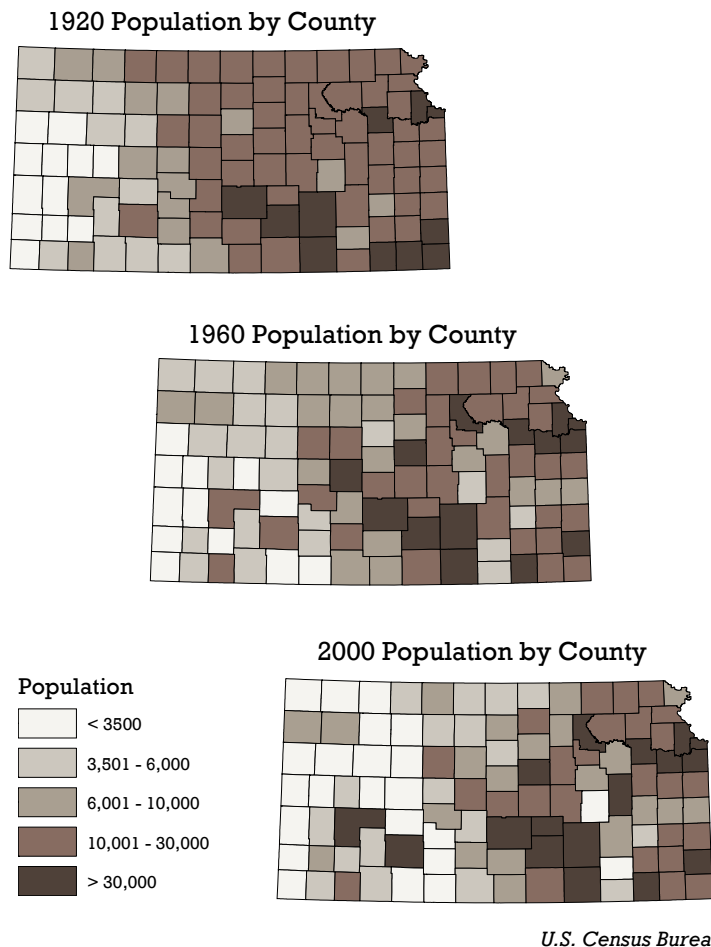 1920 Population by County
1960 Population by County
2000 Population by County
Population
< 3500
3,501 - 6,000
6,001 - 10,000
10,001 - 30,000
> 30,000
U.S. Census Burea